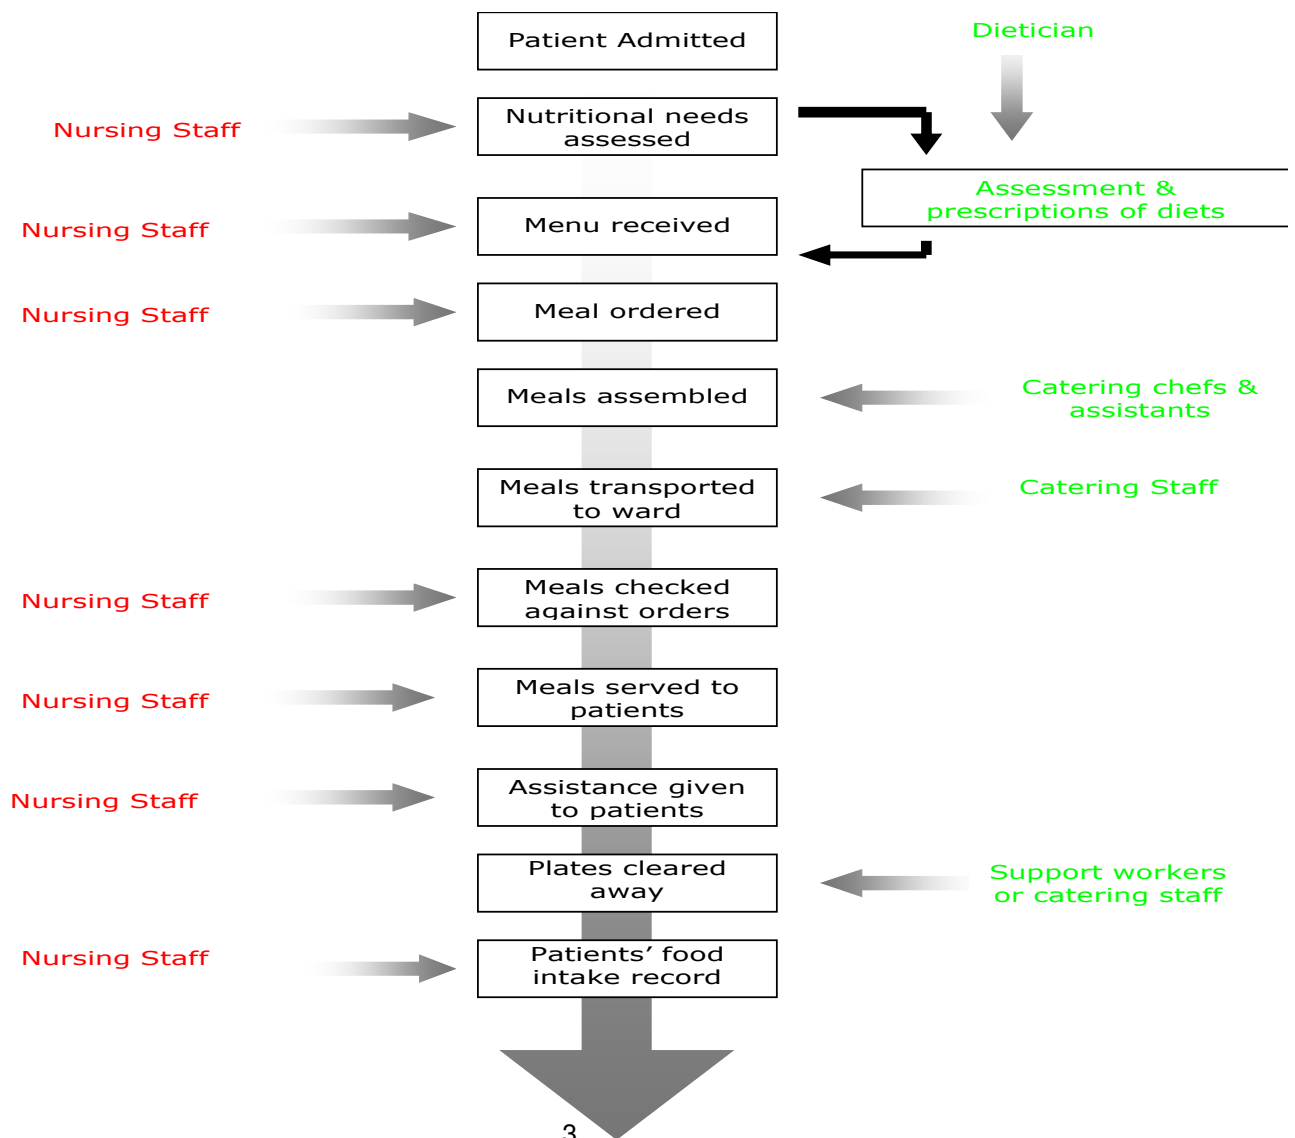 Patient Admitted
Dietician
Nursing Staff
Nutritional needs
assessed
Assessment &
prescriptions of diets
Nursing Staff
Menu received
Nursing Staff
Meal ordered
Meals assembled
Catering chefs &
assistants
Meals transported
to ward
Catering Staff
Nursing Staff
Meals checked
against orders
Nursing Staff
Meals served to
patients
Nursing Staff
Assistance given
to patients
Plates cleared
away
Support workers
or catering staff
Nursing Staff
Patients’ food
intake record
3